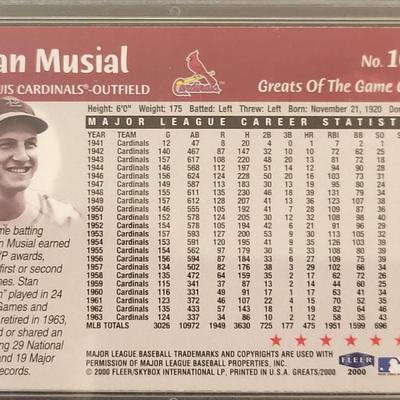 an Musial
UIS CARDINALS®-OUTFIELD
No. 1
Greats Of The Game
Height: 6'0" Weight: 175 Batted: Left Threw: Left Born: November 21, 1920
MAJOR LEAGUE CAREER STATIST
YEAR TEAM G AB R H 2B 3B HR RBI BB SO
1941 Cardinals 12 47 8 20 4 0 1 7 2 1
1942 Cardinals 140 467 87 147 32 10 10 72 62 25
1943 Cardinals 157 617 108 220 48 20 13 81 72 18
1944 Cardinals 146 568 112 197 51 14 12 94 90 28
1946 Cardinals 156 624 124 228 50 20 16 103 73 31
1947 Cardinals 149 587 113 183 30 13 19 95 80 24
1948 Cardinals 155 611 135 230 46 18 39 131 79 34
1949 Cardinals 157 612 128 207 41 13 36 123 107 38
1950 Cardinals 146 555 105 192 41 7 28 109 87 36
1951 Cardinals 152 578 124 205 30 12 32 108 98 40
1952 Cardinals 154 578 105 194 42 6 21 91 96 29
1953 Cardinals 157 593 127 200 53 9 30 113 105 32
1954 Cardinals 153 591 120 195 41 9 35 126 103 39
1955 Cardinals 154 562 97 179 30 5 33 108 80 39
1956 Cardinals 156 594 87 184 33 6 27 109 75 39
1957 Cardinals 134 502 82 176 38 3 29 102 66 34
1958 Cardinals 135 472 64 159 35 2 17 62 72 26
1959 Cardinals 115 341 37 87 13 2 14 44 60 25
1960 Cardinals 116 331 49 91 17 1 17 63 41 34
1961 Cardinals 123 372 46 107 22 4 15 70 52 35
1962 Cardinals 135 433 57 143 18 1 19 82 64 46
1963 Cardinals 124 337 34 86 10 2 12 58 35 43
MLB TOTALS 3026 10972 1949 3630 725 177 475 1951 1599 696
me batting
n Musial earned
VP awards,
first or second
es. Stan
n" played in 24
Games and
retired in 1963,
ding 29 National
and 19 Major
records.
MAJOR LEAGUE BASEBALL TRADEMARKS AND COPYRIGHTS ARE USED WITH
PERMISSION OF MAJOR LEAGUE BASEBALL PROPERTIES, INC.
© 2000 FLEER/SKYBOX INTERNATIONAL LP, PRINTED IN U.S.A. GREATS/2000
FLEER
2000